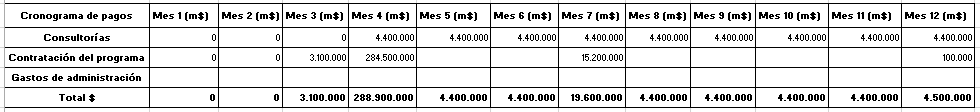 Cronograma de pagos Mes 1 (m$) Mes 2 (m$) Mes 3 (m$) Mes 4 (m$) Mes 5 (m$) Mes 6 (m$) Mes 7 (m$) Mes 8 (m$) Mes 9 (m$) Mes 10 (m$) Mes 11 (m$) Mes 12 (m$)
Consultorías 0 0 0 4.400.000 4.400.000 4.400.000 4.400.000 4.400.000 4.400.000 4.400.000 4.400.000 4.400.000
Contratación del programa 0 0 3.100.000 284.500.000 15.200.000 100.000
Gastos de administración
Total $ 0 0 3.100.000 288.900.000 4.400.000 4.400.000 19.600.000 4.400.000 4.400.000 4.400.000 4.400.000 4.500.000